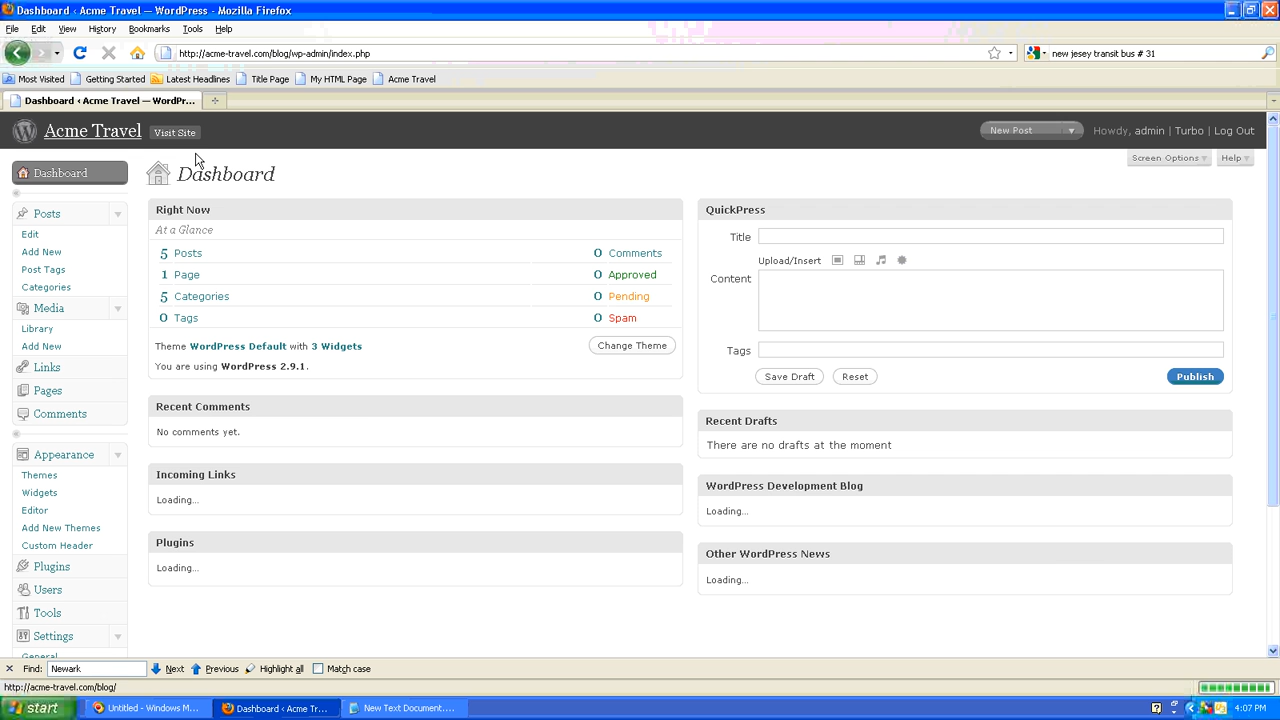 Dashboard ‹ Acme Travel — WordPress - Mozilla Firefox
File Edit View History Bookmarks Tools Help
http://acme-travel.com/blog/wp-admin/index.php
new jesey transit bus # 31
Most Visited Getting Started Latest Headlines Title Page My HTML Page Acme Travel
Dashboard ‹ Acme Travel — WordPr...
Acme Travel Visit Site
New Post Howdy, admin | Turbo | Log Out
Screen Options Help
Dashboard
Posts
Edit
Add New
Post Tags
Categories
Media
Library
Add New
Links
Pages
Comments
Appearance
Themes
Widgets
Editor
Add New Themes
Custom Header
Plugins
Users
Tools
Settings
General
Dashboard
Right Now
At a Glance
5 Posts 0 Comments
1 Page 0 Approved
5 Categories 0 Pending
0 Tags 0 Spam
Theme WordPress Default with 3 Widgets Change Theme
You are using WordPress 2.9.1.
Recent Comments
No comments yet.
Incoming Links
Loading...
Plugins
Loading...
QuickPress
Title
Upload/Insert
Content
Tags
Save Draft Reset Publish
Recent Drafts
There are no drafts at the moment
WordPress Development Blog
Loading...
Other WordPress News
Loading...
Find: Newark Next Previous Highlight all Match case
http://acme-travel.com/blog/
start Untitled - Windows M... Dashboard ‹ Acme Tr... New Text Document.... 4:07 PM